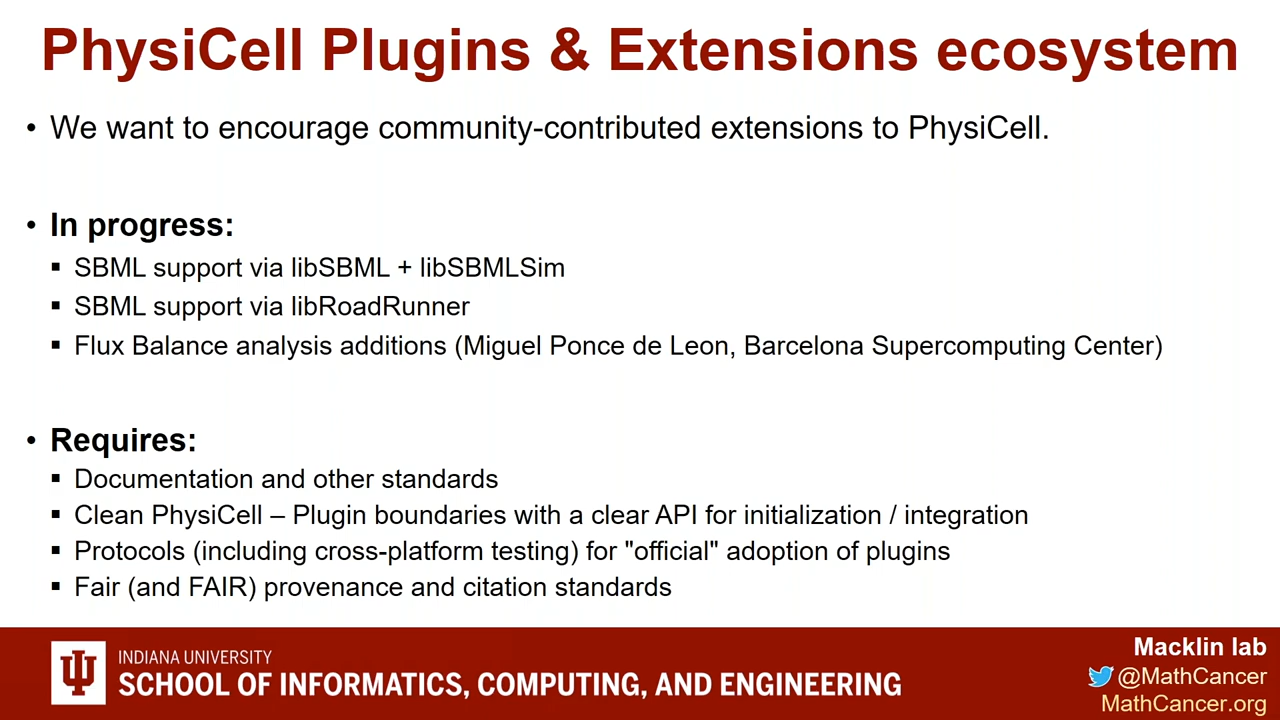 PhysiCell Plugins & Extensions ecosystem
• We want to encourage community-contributed extensions to PhysiCell.
• In progress:
▪ SBML support via libSBML + libSBMLSim
▪ SBML support via libRoadRunner
▪ Flux Balance analysis additions (Miguel Ponce de Leon, Barcelona Supercomputing Center)
• Requires:
▪ Documentation and other standards
▪ Clean PhysiCell – Plugin boundaries with a clear API for initialization / integration
▪ Protocols (including cross-platform testing) for "official" adoption of plugins
▪ Fair (and FAIR) provenance and citation standards
INDIANA UNIVERSITY
SCHOOL OF INFORMATICS, COMPUTING, AND ENGINEERING
Macklin lab
@MathCancer
MathCancer.org